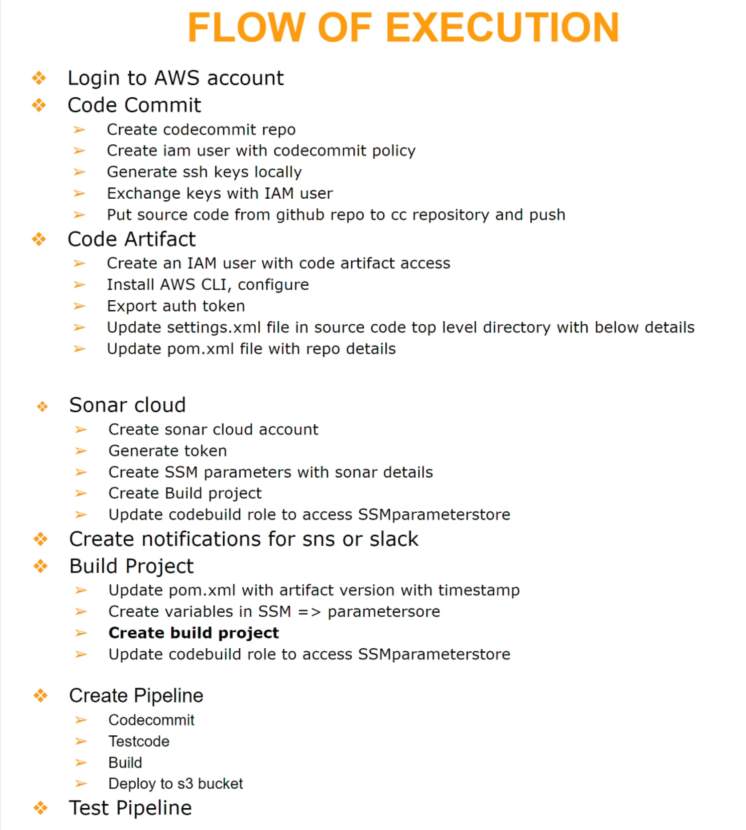 FLOW OF EXECUTION
Login to AWS account
Code Commit
Create codecommit repo
Create iam user with codecommit policy
Generate ssh keys locally
Exchange keys with IAM user
Put source code from github repo to cc repository and push
Code Artifact
Create an IAM user with code artifact access
Install AWS CLI, configure
Export auth token
Update settings.xml file in source code top level directory with below details
Update pom.xml file with repo details
Sonar cloud
Create sonar cloud account
Generate token
Create SSM parameters with sonar details
Create Build project
Update codebuild role to access SSMparameterstore
Create notifications for sns or slack
Build Project
Update pom.xml with artifact version with timestamp
Create variables in SSM => parametersore
Create build project
Update codebuild role to access SSMparameterstore
Create Pipeline
Codecommit
Testcode
Build
Deploy to s3 bucket
Test Pipeline